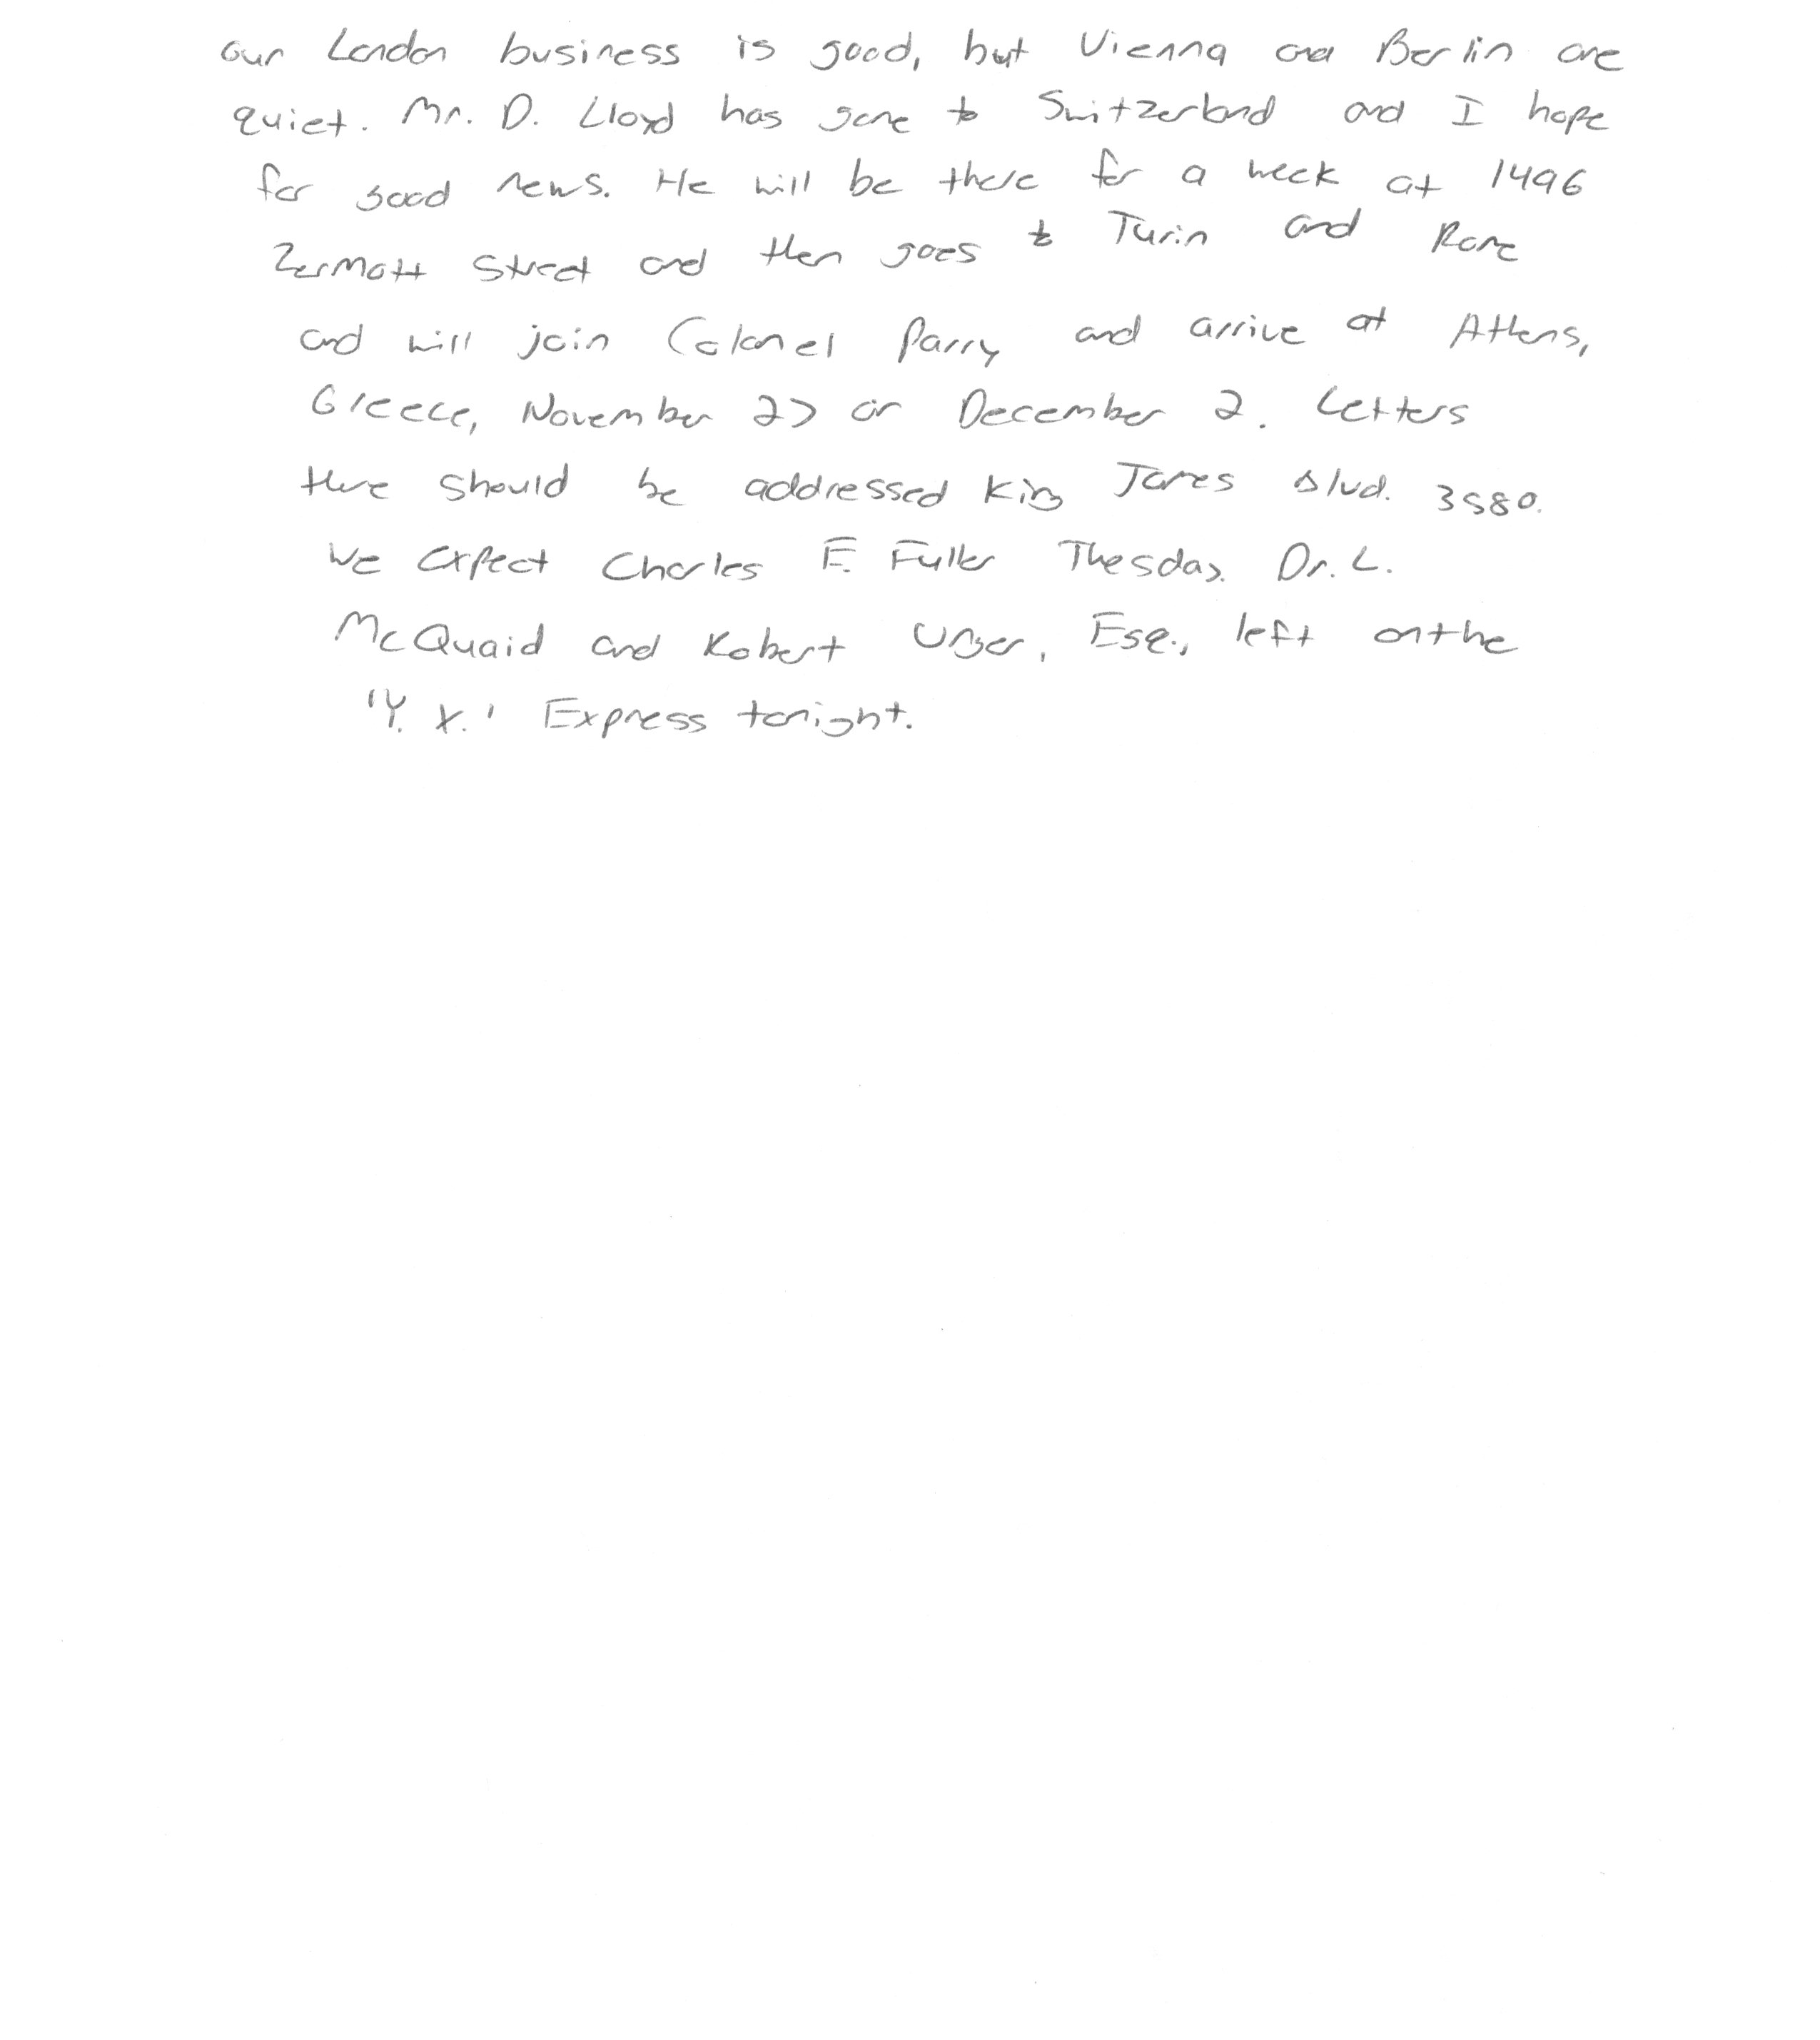 our London business is good, but Vienna and Berlin are
quiet. Mr. D. Lloyd has gone to Switzerland and I hope
for good news. He will be there for a week at 1496
Zermott Street and then goes to Turin and Rome
and will join Colonel Parry and arrive at Athens,
Greece, November 27 or December 2. Letters
there should be addressed King James Blvd. 3580.
We expect Charles E. Fuller Thesday. Dr. L.
McQuaid and Robert Unger, Esq., left on the
'Y. X.' Express tonight.